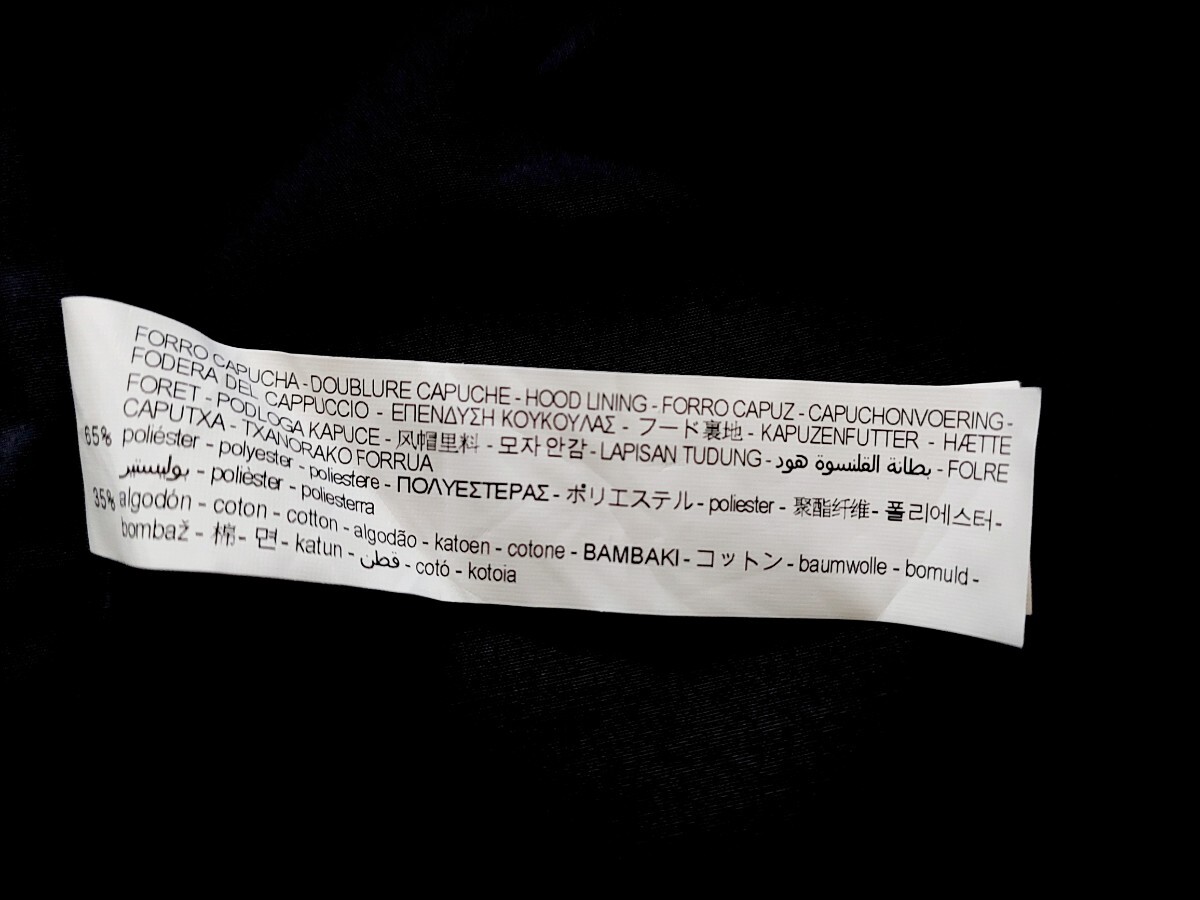 FORRO CAPUCHA - DOUBLURE CAPUCHE - HOOD LINING - FORRO CAPUZ - CAPUCHONVOERING -
FODERA DEL CAPPUCCIO - ΕΠΕΝΔΥΣΗ ΚΟΥΚΟΥΛΑΣ - フード裏地 - KAPUZENFUTTER - HÆTTE
FORET - PODLOGA KAPUCE - 风帽里料 - 모자 안감 - LAPISAN TUDUNG - بطانة القلنسوة هود - FOLRE
CAPUTXA - TXANORAKO FORRUA
65% poliéster - polyester - poliestere - ΠΟΛΥΕΣΤΕΡΑΣ - ポリエステル - poliester - 聚酯纤维 - 폴리에스터 -
بوليستير - polièster - poliesterra
35% algodón - coton - cotton - algodão - katoen - cotone - BAMBAKI - コットン - baumwolle - bomuld -
bombaž - 棉 - 면 - katun - قطن - cotó - kotoia